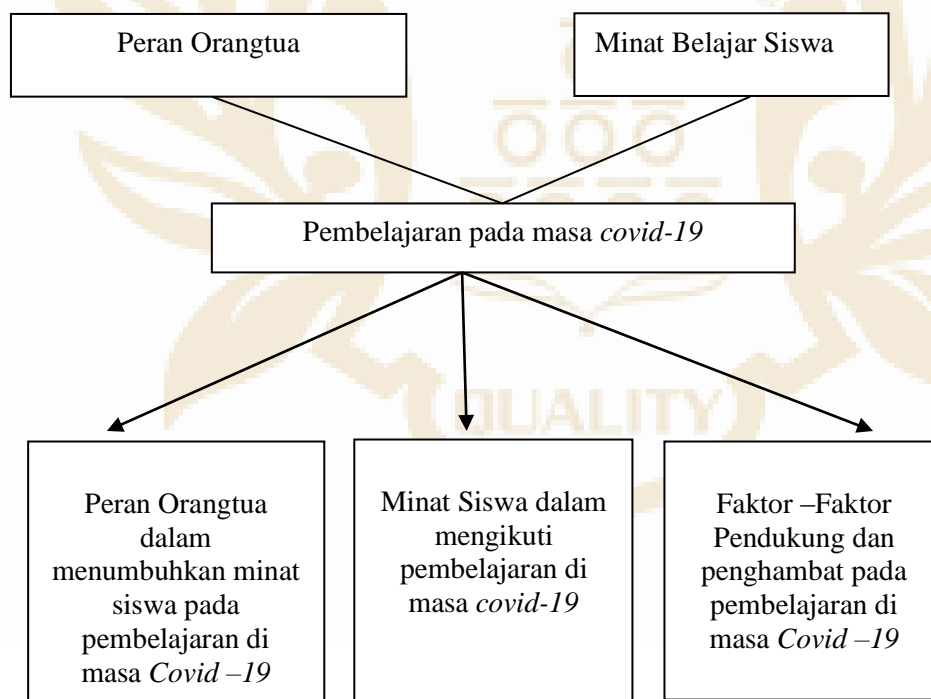 Peran Orangtua
Minat Belajar Siswa
Pembelajaran pada masa covid-19
QUALITY
Peran Orangtua
dalam
menumbuhkan minat
siswa pada
pembelajaran di
masa Covid –19
Minat Siswa dalam
mengikuti
pembelajaran di
masa covid-19
Faktor –Faktor
Pendukung dan
penghambat pada
pembelajaran di
masa Covid –19